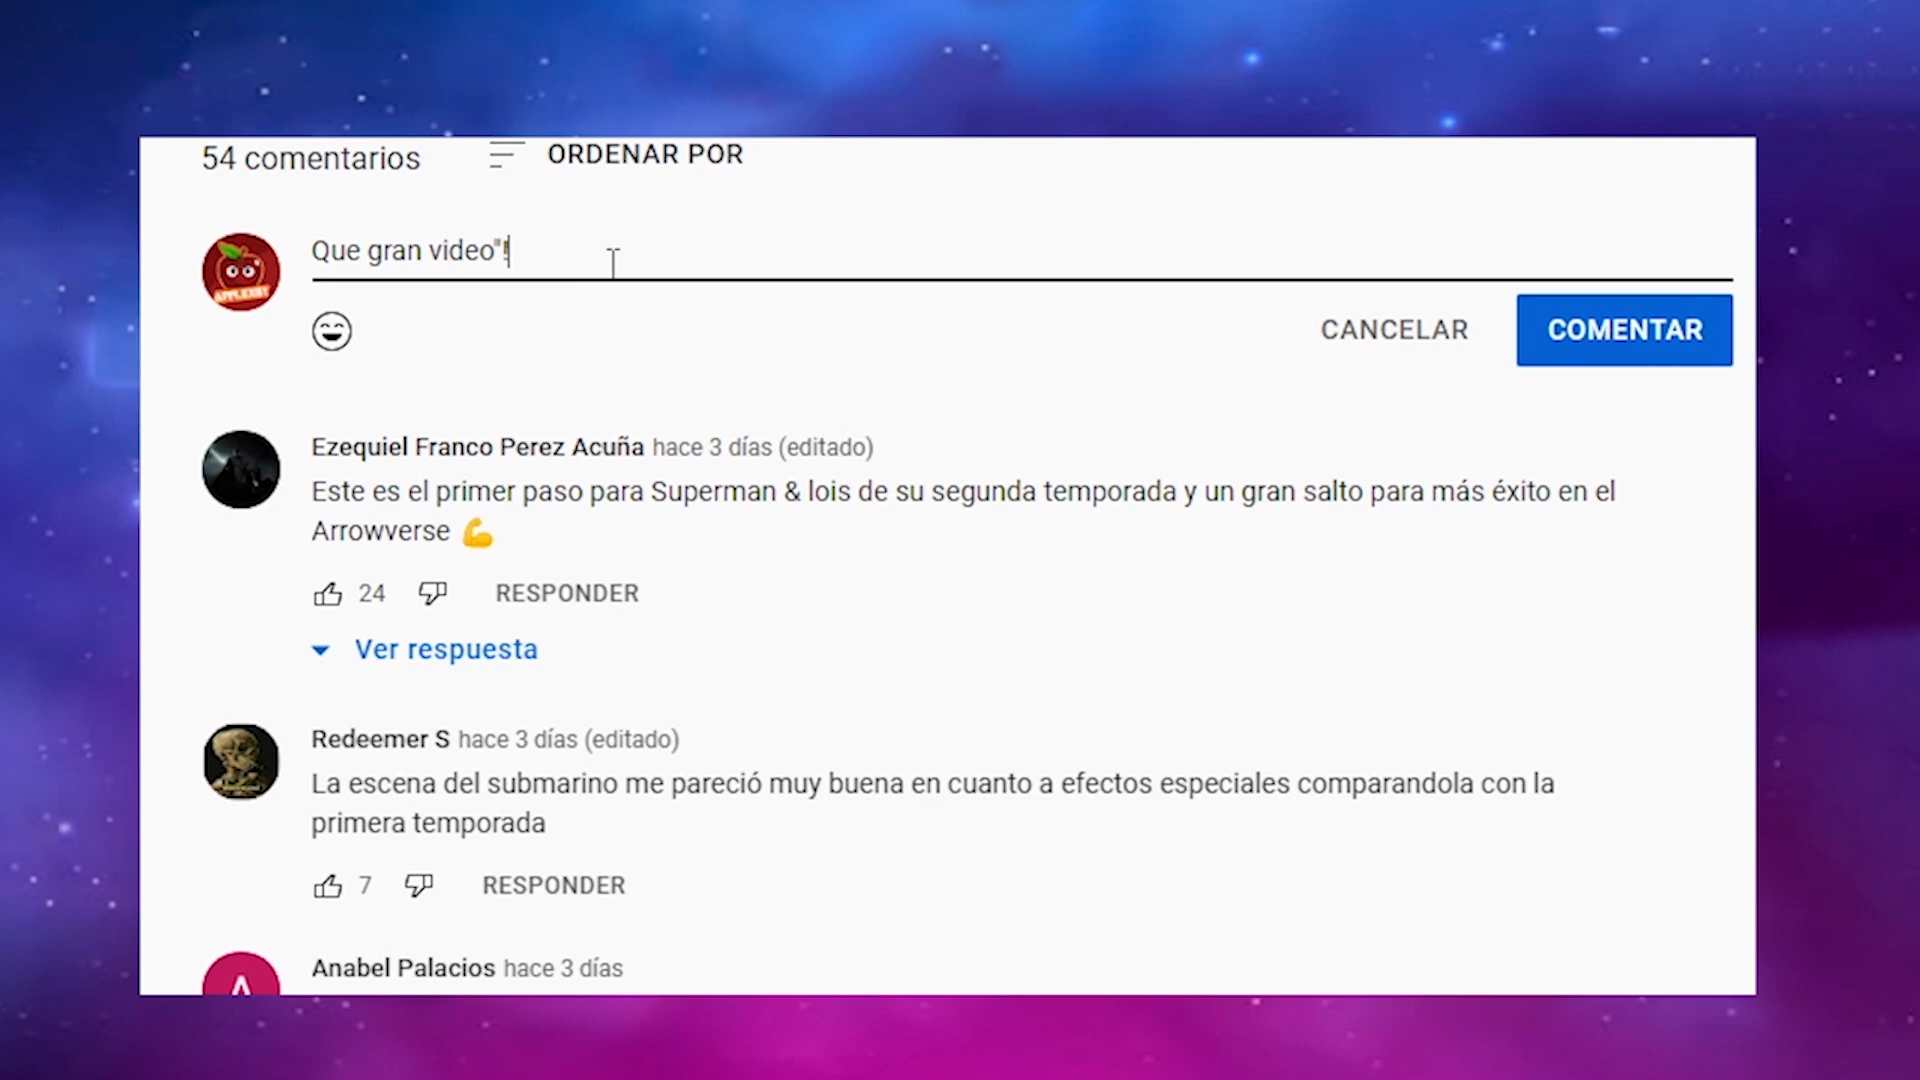 54 comentarios ORDENAR POR
Que gran video"!
APPLEXIST
CANCELAR COMENTAR
Ezequiel Franco Perez Acuña hace 3 días (editado)
Este es el primer paso para Superman & lois de su segunda temporada y un gran salto para más éxito en el
Arrowverse
24 RESPONDER
Ver respuesta
Redeemer S hace 3 días (editado)
La escena del submarino me pareció muy buena en cuanto a efectos especiales comparandola con la
primera temporada
7 RESPONDER
Anabel Palacios hace 3 días
A